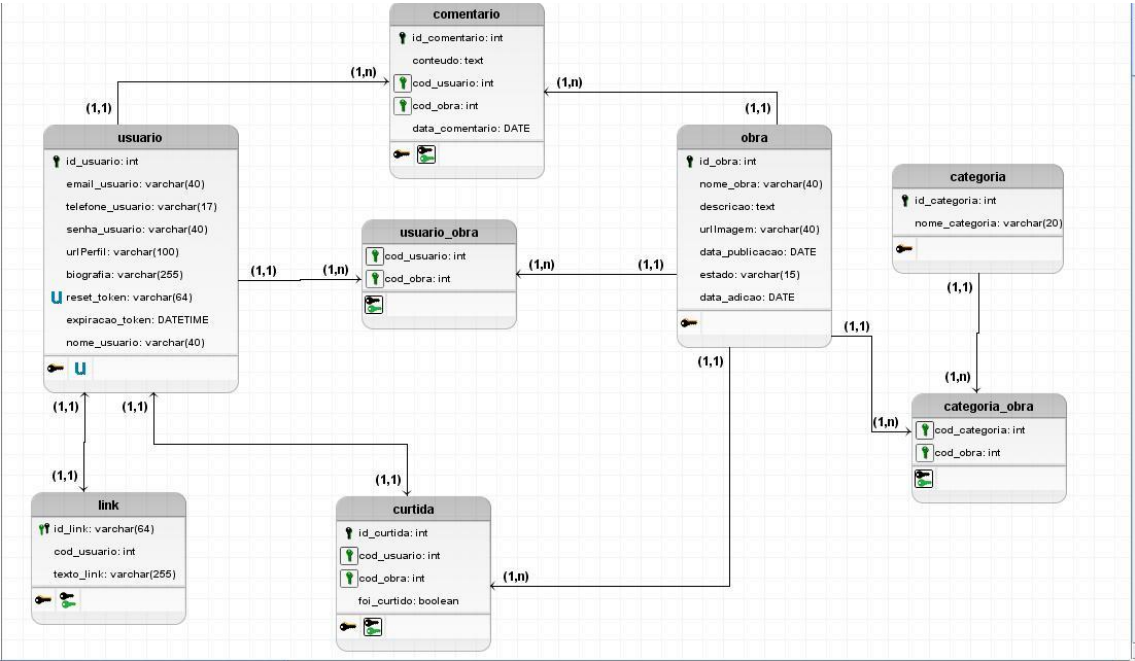 comentario
id_comentario: int
conteudo: text
cod_usuario: int
cod_obra: int
data_comentario: DATE
(1,n)
(1,n)
(1,1)
(1,1)
usuario
id_usuario: int
email_usuario: varchar(40)
telefone_usuario: varchar(17)
senha_usuario: varchar(40)
urlPerfil: varchar(100)
biografia: varchar(255)
U reset_token: varchar(64)
expiracao_token: DATETIME
nome_usuario: varchar(40)
U
obra
id_obra: int
nome_obra: varchar(40)
descricao: text
urlImagem: varchar(40)
data_publicacao: DATE
estado: varchar(15)
data_adicao: DATE
categoria
id_categoria: int
nome_categoria: varchar(20)
usuario_obra
cod_usuario: int
cod_obra: int
(1,1)
(1,n)
(1,n)
(1,1)
(1,1)
(1,1)
(1,1)
(1,n)
(1,n)
categoria_obra
cod_categoria: int
cod_obra: int
(1,1)
(1,1)
(1,1)
(1,1)
link
id_link: varchar(64)
cod_usuario: int
texto_link: varchar(255)
curtida
id_curtida: int
cod_usuario: int
cod_obra: int
foi_curtido: boolean
(1,n)